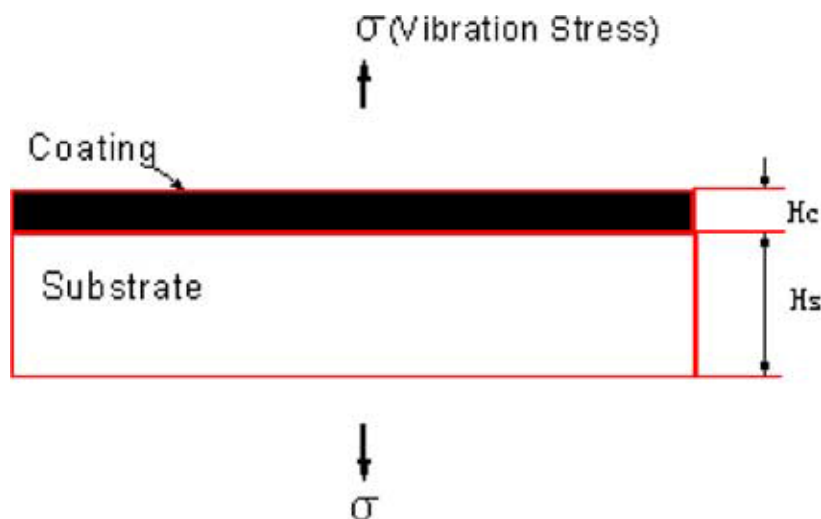 σ(Vibration Stress)
Coating
Hc
Substrate
Hs
σ